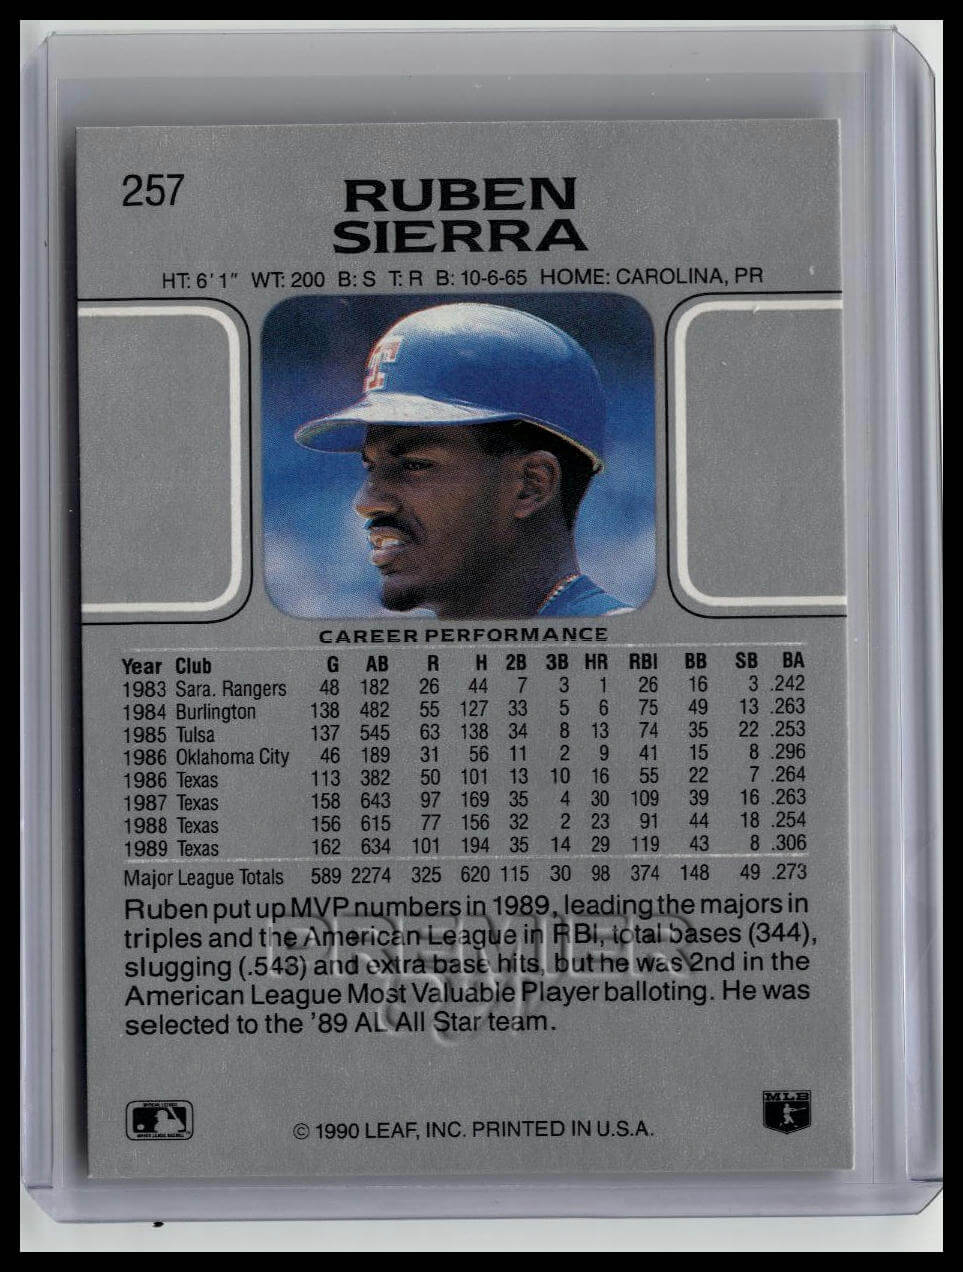 257
RUBEN
SIERRA
HT: 6' 1" WT: 200 B: S T: R B: 10-6-65 HOME: CAROLINA, PR
T
CAREER PERFORMANCE
Year Club G AB R H 2B 3B HR RBI BB SB BA
1983 Sara. Rangers 48 182 26 44 7 3 1 26 16 3 .242
1984 Burlington 138 482 55 127 33 5 6 75 49 13 .263
1985 Tulsa 137 545 63 138 34 8 13 74 35 22 .253
1986 Oklahoma City 46 189 31 56 11 2 9 41 15 8 .296
1986 Texas 113 382 50 101 13 10 16 55 22 7 .264
1987 Texas 158 643 97 169 35 4 30 109 39 16 .263
1988 Texas 156 615 77 156 32 2 23 91 44 18 .254
1989 Texas 162 634 101 194 35 14 29 119 43 8 .306
Major League Totals 589 2274 325 620 115 30 98 374 148 49 .273
Ruben put up MVP numbers in 1989, leading the majors in
triples and the American League in RBI, total bases (344),
slugging (.543) and extra base hits, but he was 2nd in the
American League Most Valuable Player balloting. He was
selected to the '89 AL All Star team.
PREMIER
MLB
© 1990 LEAF, INC. PRINTED IN U.S.A.